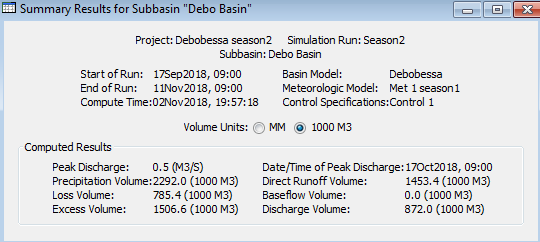 Summary Results for Subbasin "Debo Basin"
Project: Debobessa season2 Simulation Run: Season2
Subbasin: Debo Basin
Start of Run: 17Sep2018, 09:00 Basin Model: Debobessa
End of Run: 11Nov2018, 09:00 Meteorologic Model: Met 1 season1
Compute Time:02Nov2018, 19:57:18 Control Specifications:Control 1
Volume Units: MM 1000 M3
Computed Results
Peak Discharge: 0.5 (M3/S) Date/Time of Peak Discharge:17Oct2018, 09:00
Precipitation Volume:2292.0 (1000 M3) Direct Runoff Volume: 1453.4 (1000 M3)
Loss Volume: 785.4 (1000 M3) Baseflow Volume: 0.0 (1000 M3)
Excess Volume: 1506.6 (1000 M3) Discharge Volume: 872.0 (1000 M3)